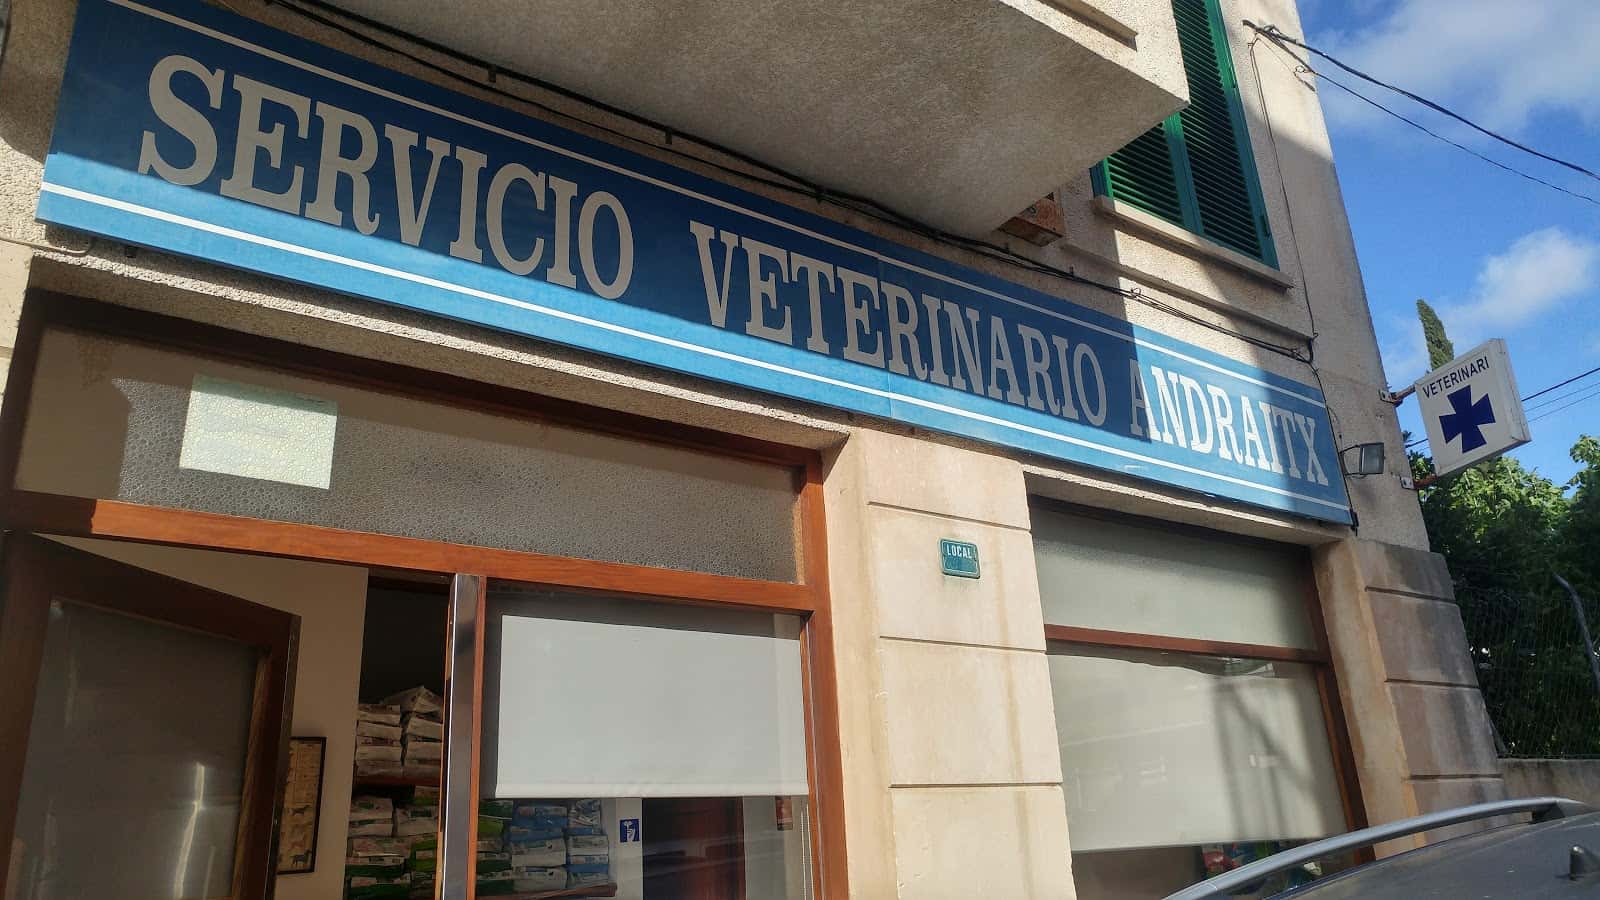 SERVICIO VETERINARIO ANDRAITX
VETERINARI
LOCAL